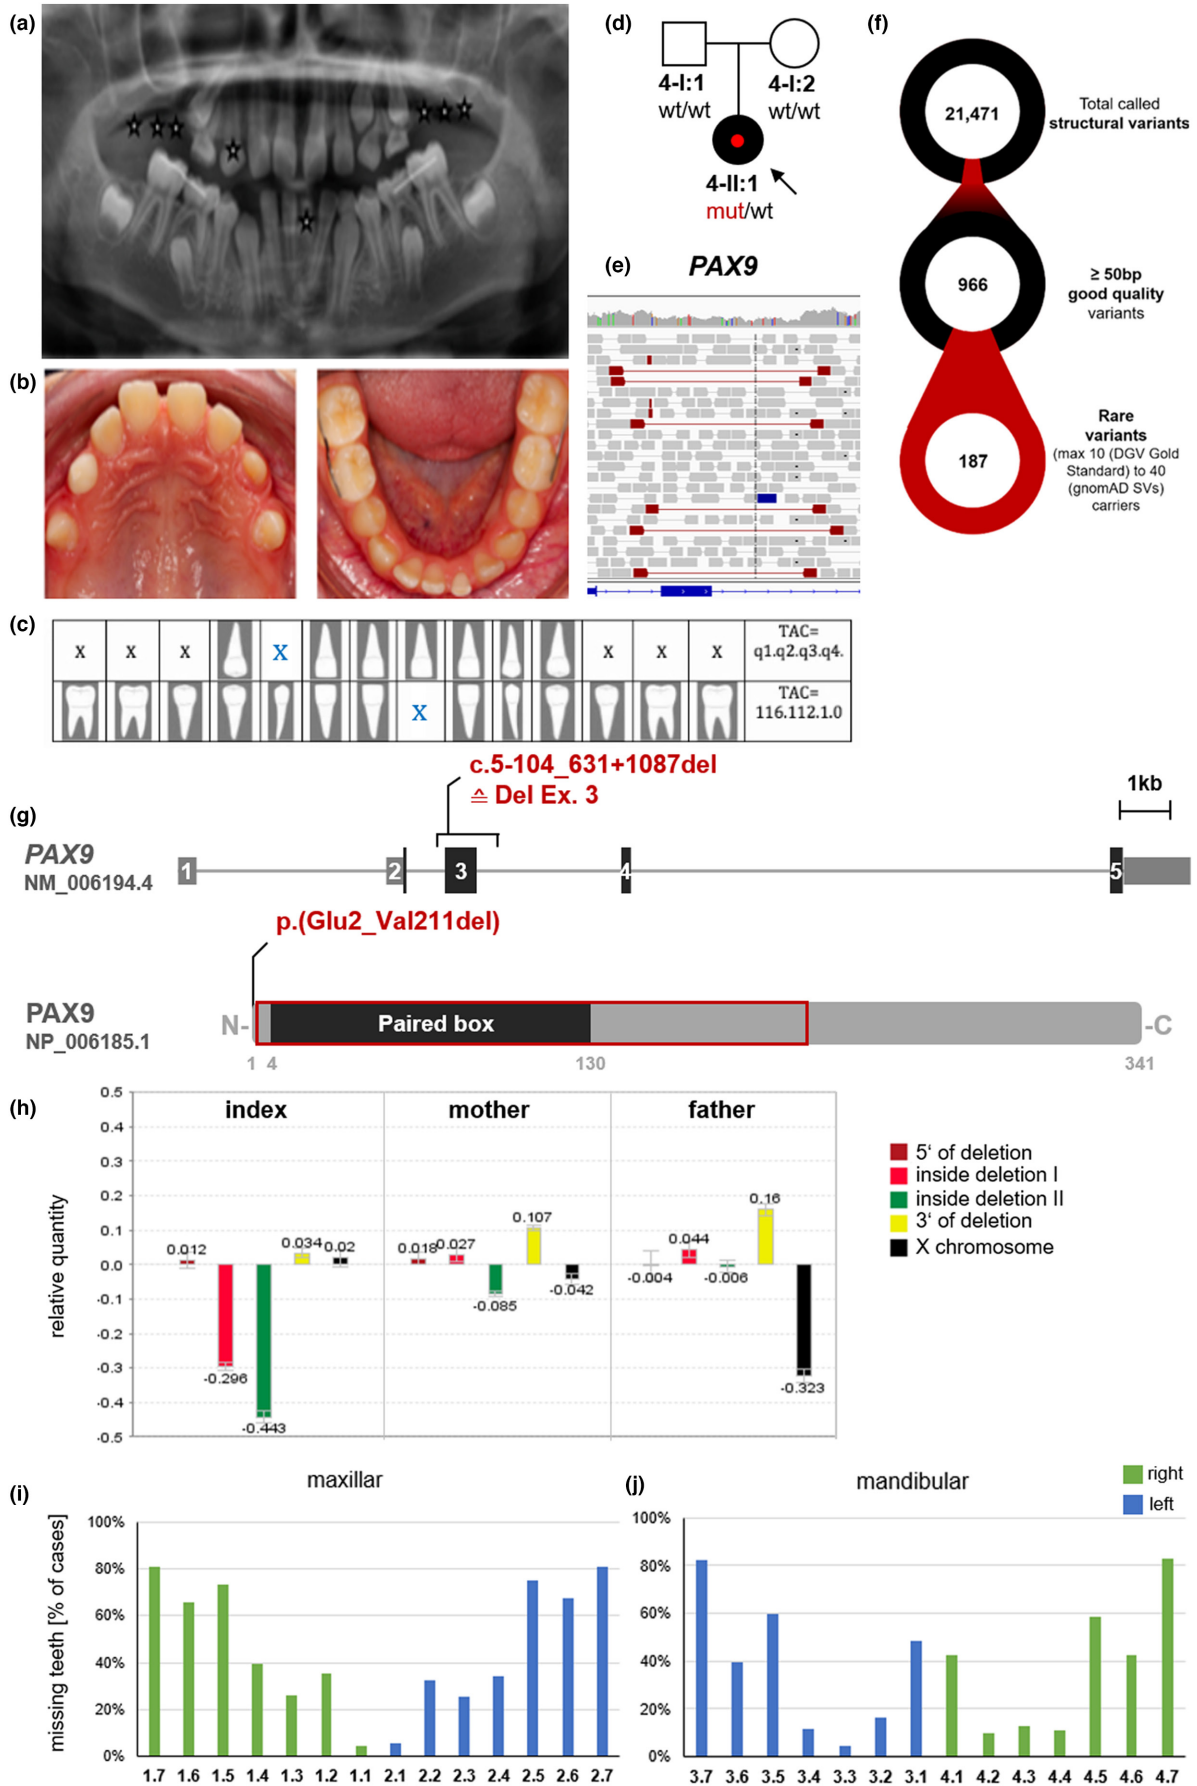 (a)
(b)
(c)
x x x X x x x TAC=
q1.q2.q3.q4.
X TAC=
116.112.1.0
(d)
4-I:1 4-I:2
wt/wt wt/wt
4-II:1
mut/wt
(e) PAX9
(f)
21,471
Total called
structural variants
966
≥ 50bp
good quality
variants
187
Rare
variants
(max 10 (DGV Gold
Standard) to 40
(gnomAD SVs)
carriers
(g)
c.5-104_631+1087del
≙ Del Ex. 3
1kb
PAX9
NM_006194.4
1 2 3 4 5
p.(Glu2_Val211del)
PAX9
NP_006185.1
N- Paired box -C
1 4 130 341
(h)
index mother father
relative quantity
0.5
0.4
0.3
0.2
0.1
0.0
-0.1
-0.2
-0.3
-0.4
-0.5
0.012 -0.296 -0.443 0.034 0.02
0.018 0.027 -0.085 0.107 -0.042
-0.004 0.044 -0.006 0.16 -0.323
5‘ of deletion
inside deletion I
inside deletion II
3‘ of deletion
X chromosome
(i)
maxillar
missing teeth [% of cases]
100%
80%
60%
40%
20%
0%
1.7 1.6 1.5 1.4 1.3 1.2 1.1 2.1 2.2 2.3 2.4 2.5 2.6 2.7
(j)
mandibular
right
left
100%
80%
60%
40%
20%
0%
3.7 3.6 3.5 3.4 3.3 3.2 3.1 4.1 4.2 4.3 4.4 4.5 4.6 4.7